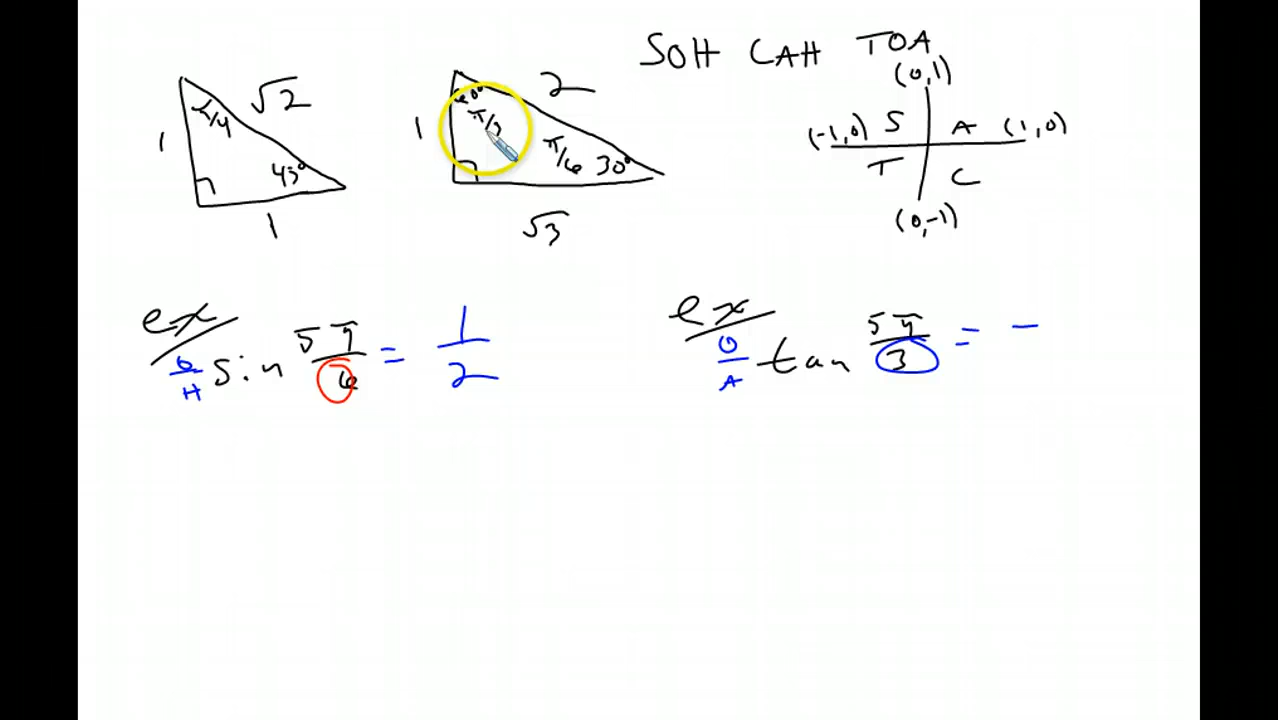 SOH CAH TOA
(0,1)
√2
2
π/4
60°
π/3
1
1
(-1,0) S A (1,0)
45°
π/6 30°
T C
1
√3
(0,-1)
ex
O/H sin 5π/6 = 1/2
ex
O/A tan 5π/3 = −